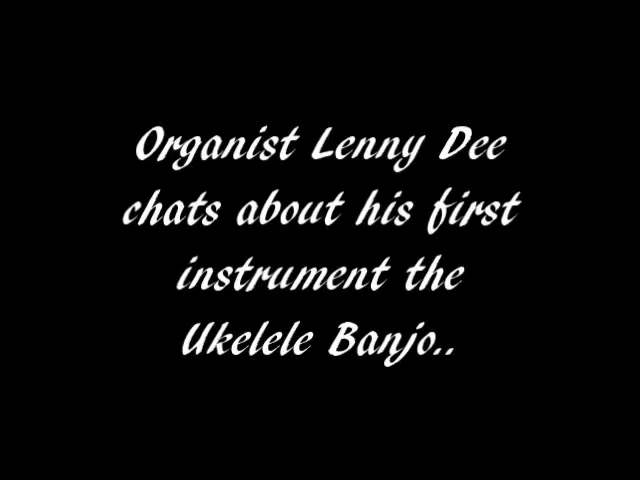 Organist Lenny Dee
chats about his first
instrument the
Ukelele Banjo..